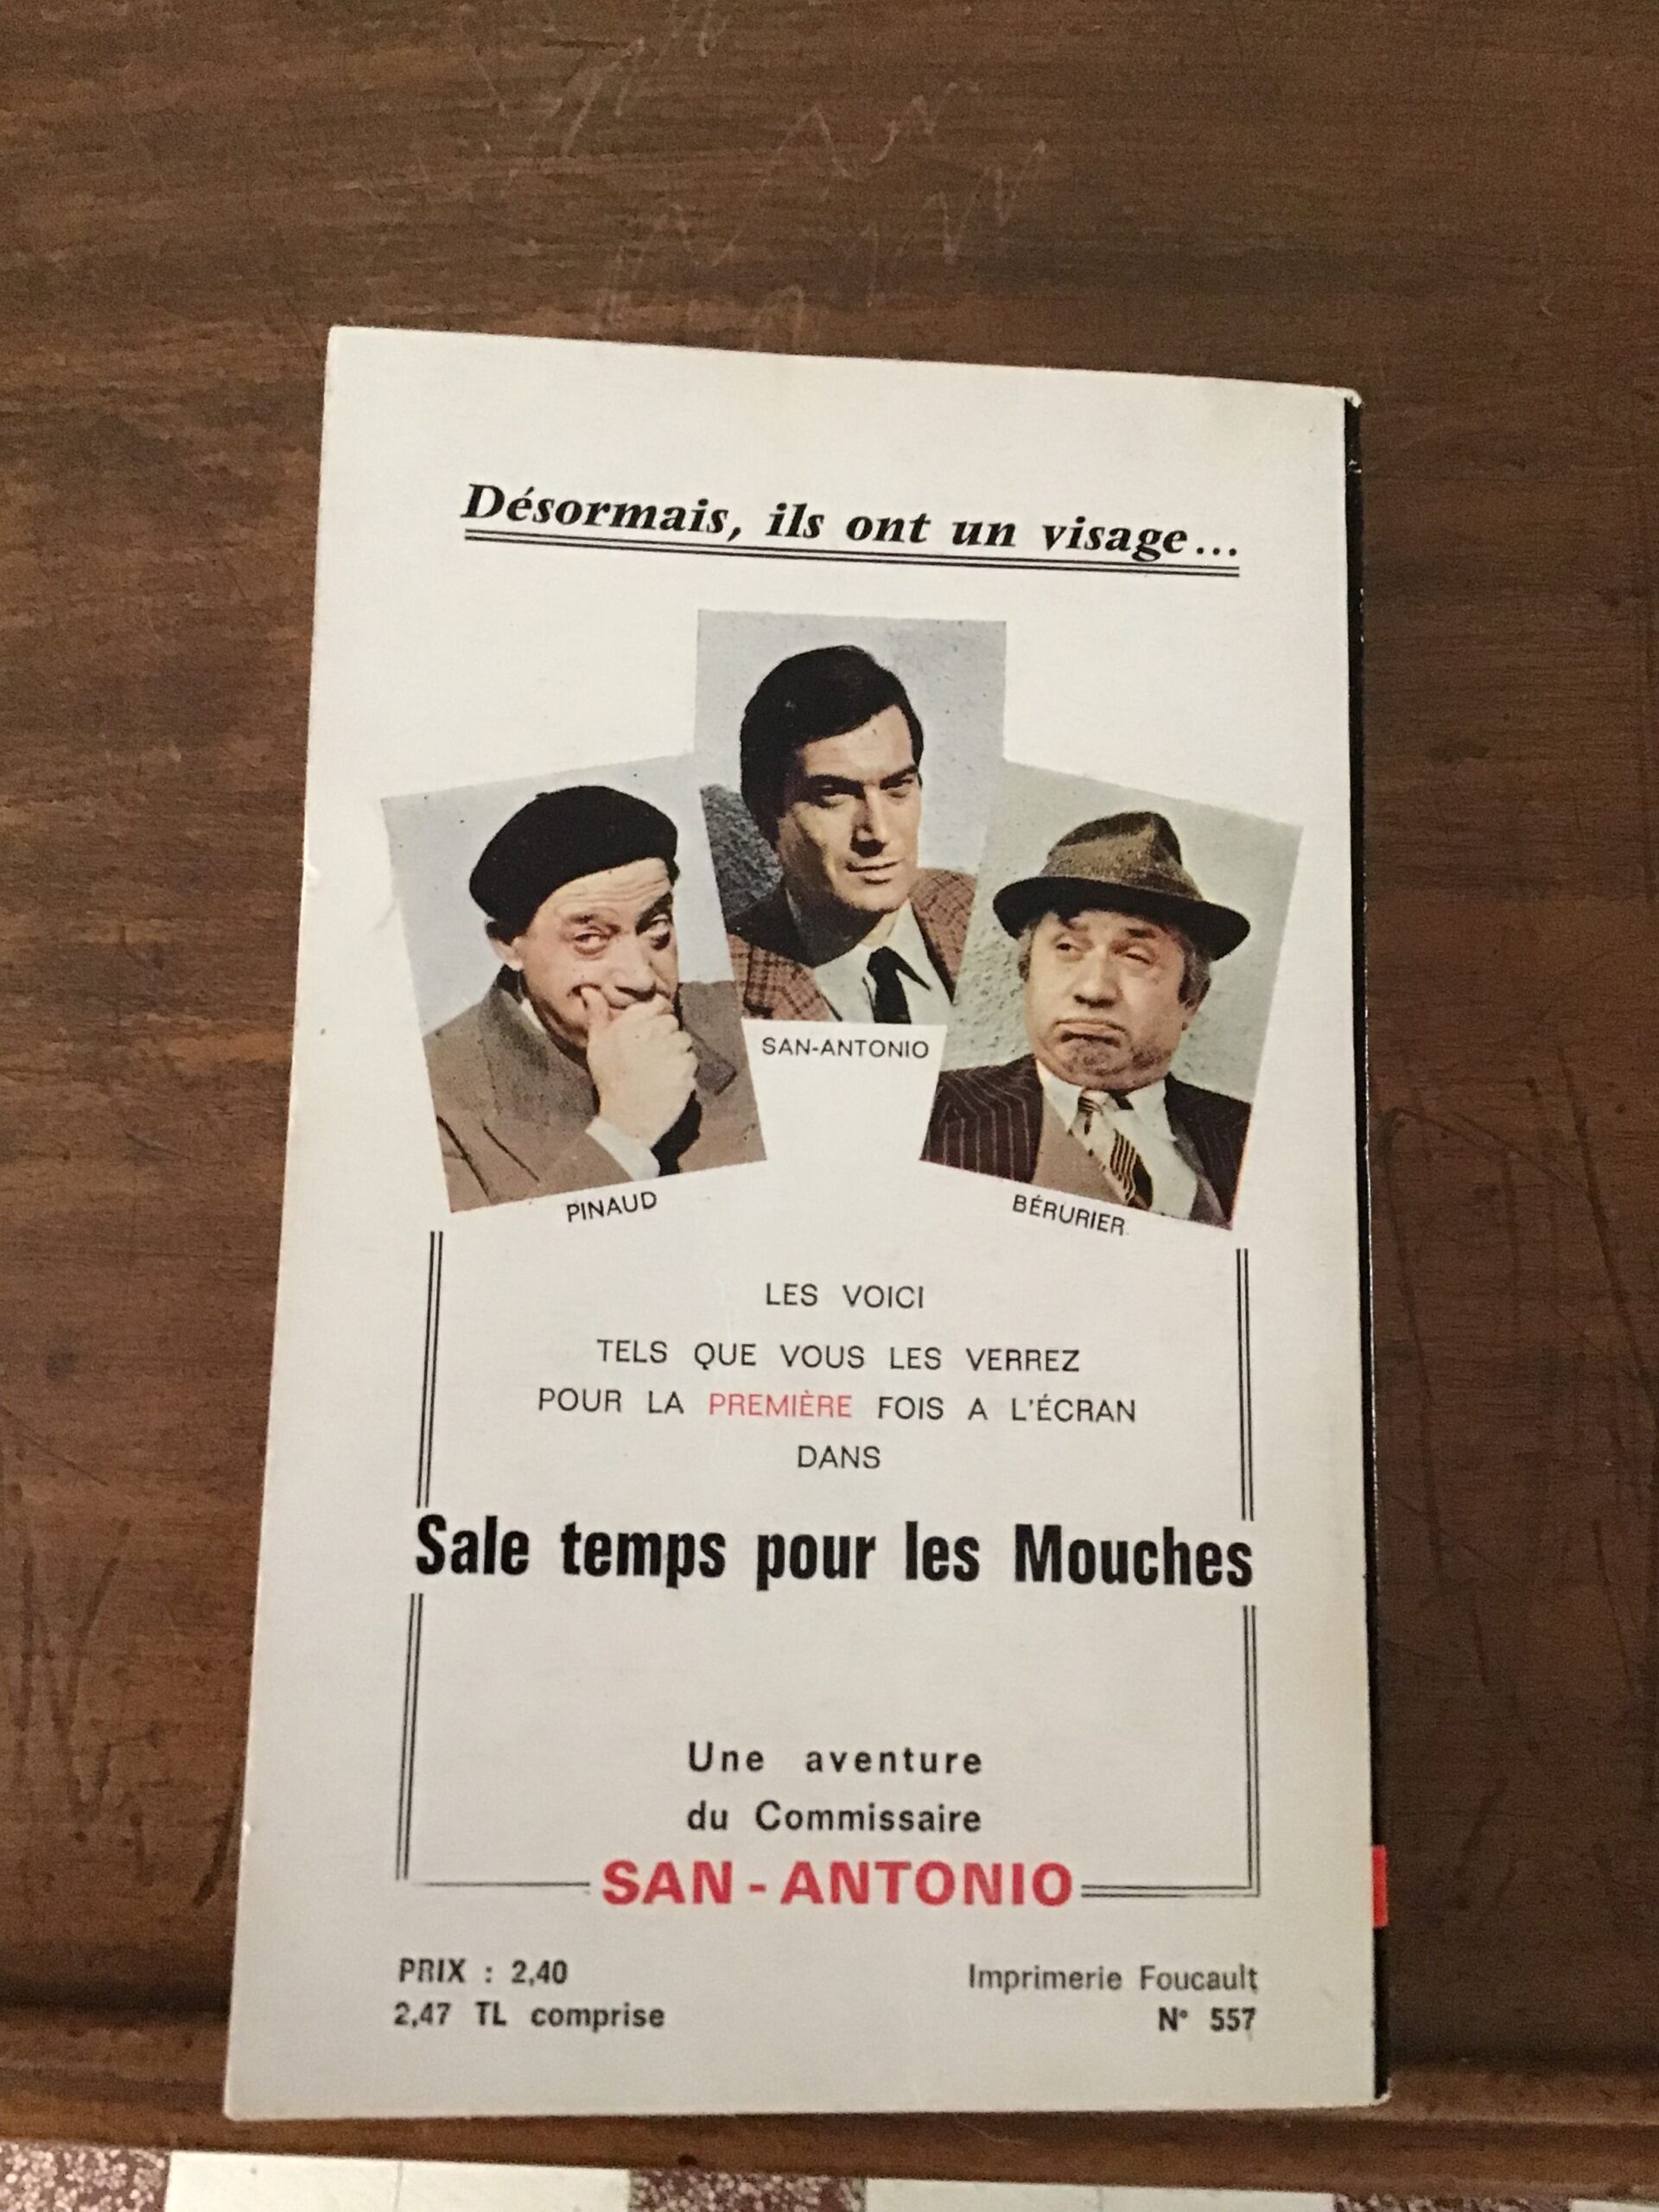 Désormais, ils ont un visage...
SAN-ANTONIO
PINAUD
BÉRURIER
LES VOICI
TELS QUE VOUS LES VERREZ
POUR LA PREMIÈRE FOIS A L'ÉCRAN
DANS
Sale temps pour les Mouches
Une aventure
du Commissaire
SAN-ANTONIO
PRIX : 2,40
2,47 TL comprise
Imprimerie Foucault
N° 557